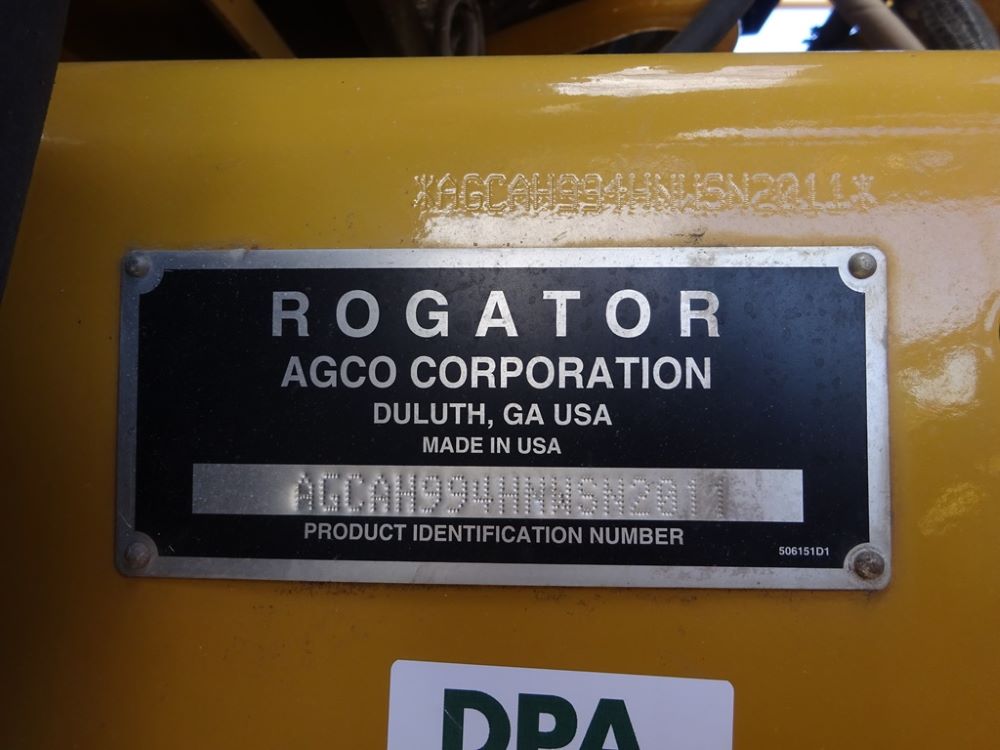 *AGCAH994HNWSN2011*
ROGATOR
AGCO CORPORATION
DULUTH, GA USA
MADE IN USA
AGCAH994HNWSN2011
PRODUCT IDENTIFICATION NUMBER
506151D1
DPA